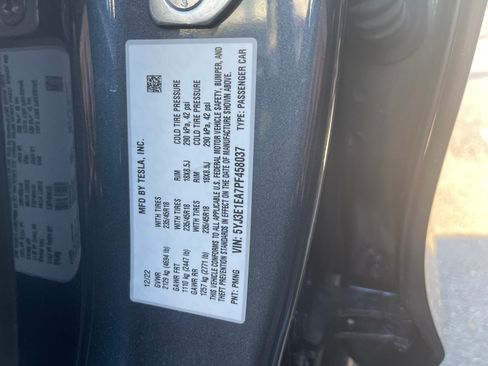 MFD BY TESLA, INC.
12/22
GVWR
2129 kg (4694 lb)
WITH TIRES
235/45R18
RIM
18X8.5J
COLD TIRE PRESSURE
290 kPa, 42 psi
GAWR FRT
1110 kg (2447 lb)
WITH TIRES
235/45R18
RIM
18X8.5J
COLD TIRE PRESSURE
290 kPa, 42 psi
GAWR RR
1257 kg (2771 lb)
THIS VEHICLE CONFORMS TO ALL APPLICABLE U.S. FEDERAL MOTOR VEHICLE SAFETY, BUMPER, AND
THEFT PREVENTION STANDARDS IN EFFECT ON THE DATE OF MANUFACTURE SHOWN ABOVE.
VIN: 5YJ3E1EA7PF458037
TYPE: PASSENGER CAR
PNT: PMNG